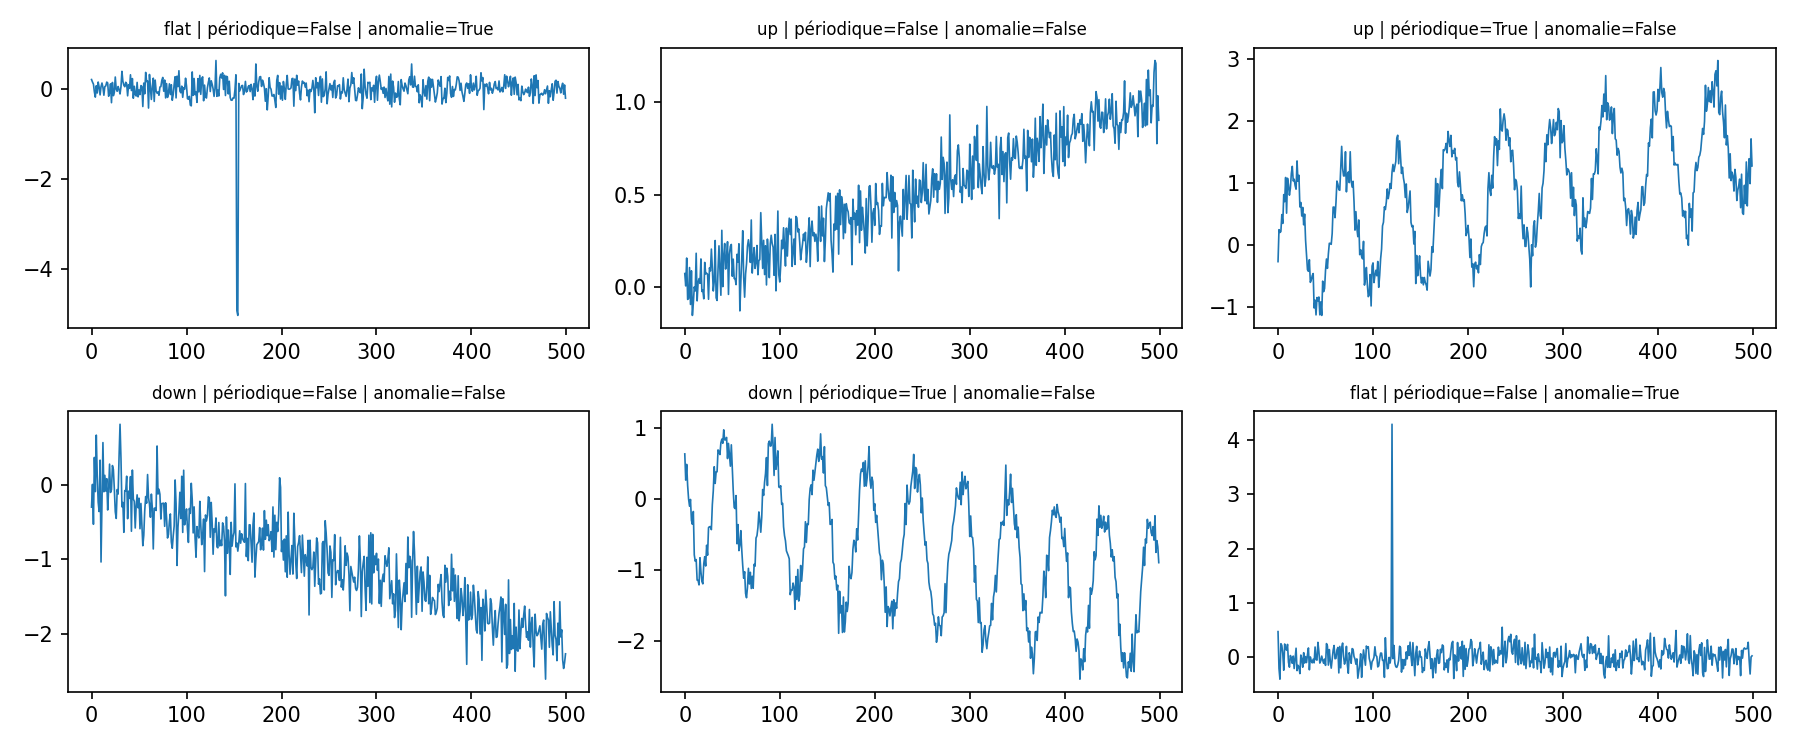 flat | périodique=False | anomalie=True
up | périodique=False | anomalie=False
up | périodique=True | anomalie=False
0
−2
−4
0 100 200 300 400 500
1.0
0.5
0.0
0 100 200 300 400 500
3
2
1
0
−1
0 100 200 300 400 500
down | périodique=False | anomalie=False
down | périodique=True | anomalie=False
flat | périodique=False | anomalie=True
0
−1
−2
0 100 200 300 400 500
1
0
−1
−2
0 100 200 300 400 500
4
3
2
1
0
0 100 200 300 400 500